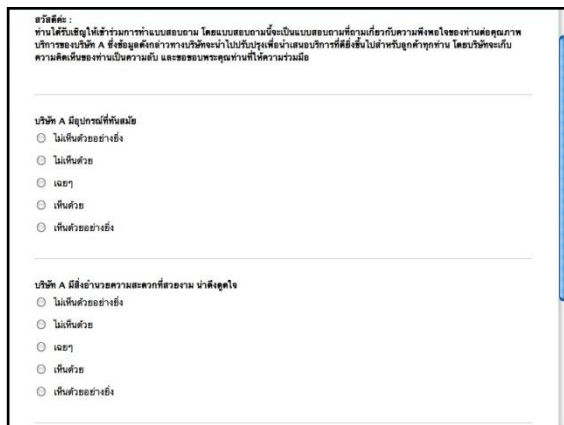 สวัสดีค่ะ :
ท่านได้รับเชิญให้เข้าร่วมการทำแบบสอบถาม โดยแบบสอบถามนี้จะเป็นแบบสอบถามที่ถามเกี่ยวกับความพึงพอใจของท่านต่อคุณภาพ
บริการของบริษัท A ซึ่งข้อมูลดังกล่าวทางบริษัทจะนำไปปรับปรุงเพื่อนำเสนอบริการที่ดียิ่งขึ้นไปสำหรับลูกค้าทุกท่าน โดยบริษัทจะเก็บ
ความคิดเห็นของท่านเป็นความลับ และขอขอบพระคุณท่านที่ให้ความร่วมมือ
บริษัท A มีอุปกรณ์ที่ทันสมัย
ไม่เห็นด้วยอย่างยิ่ง
ไม่เห็นด้วย
เฉยๆ
เห็นด้วย
เห็นด้วยอย่างยิ่ง
บริษัท A มีสิ่งอำนวยความสะดวกที่สวยงาม น่าดึงดูดใจ
ไม่เห็นด้วยอย่างยิ่ง
ไม่เห็นด้วย
เฉยๆ
เห็นด้วย
เห็นด้วยอย่างยิ่ง